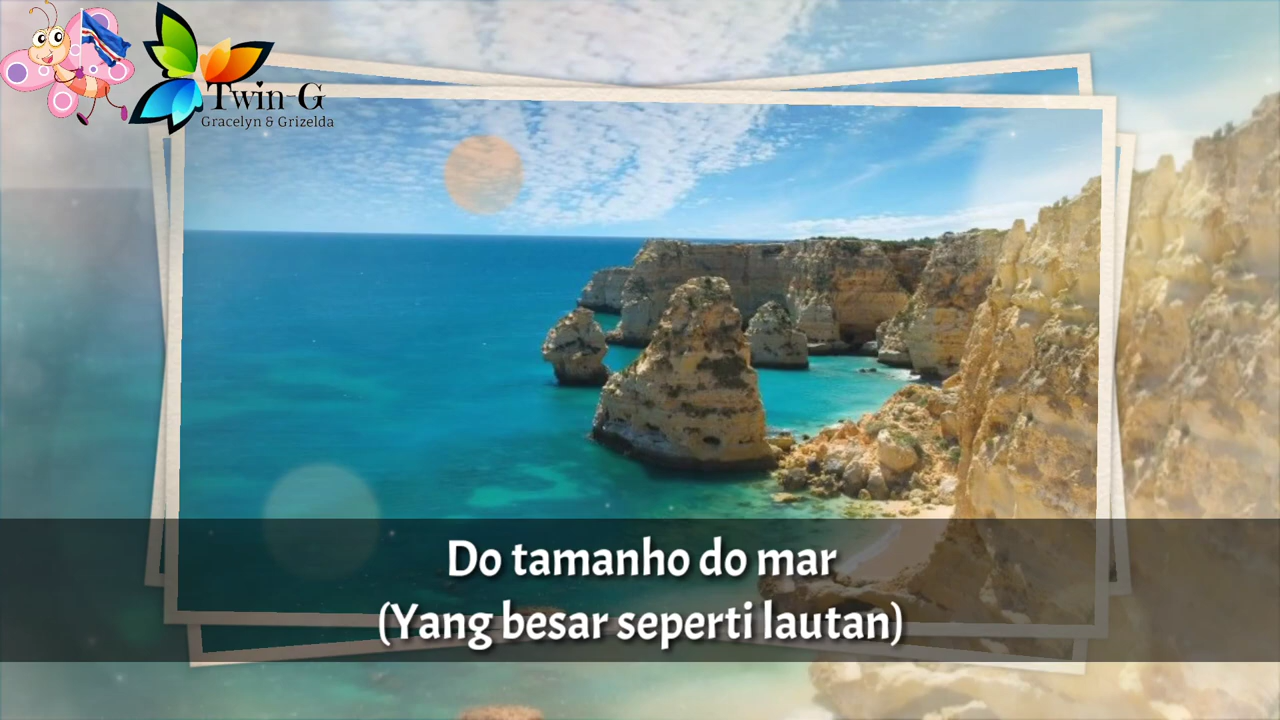 Twin-G
Gracelyn & Grizelda
Do tamanho do mar
(Yang besar seperti lautan)